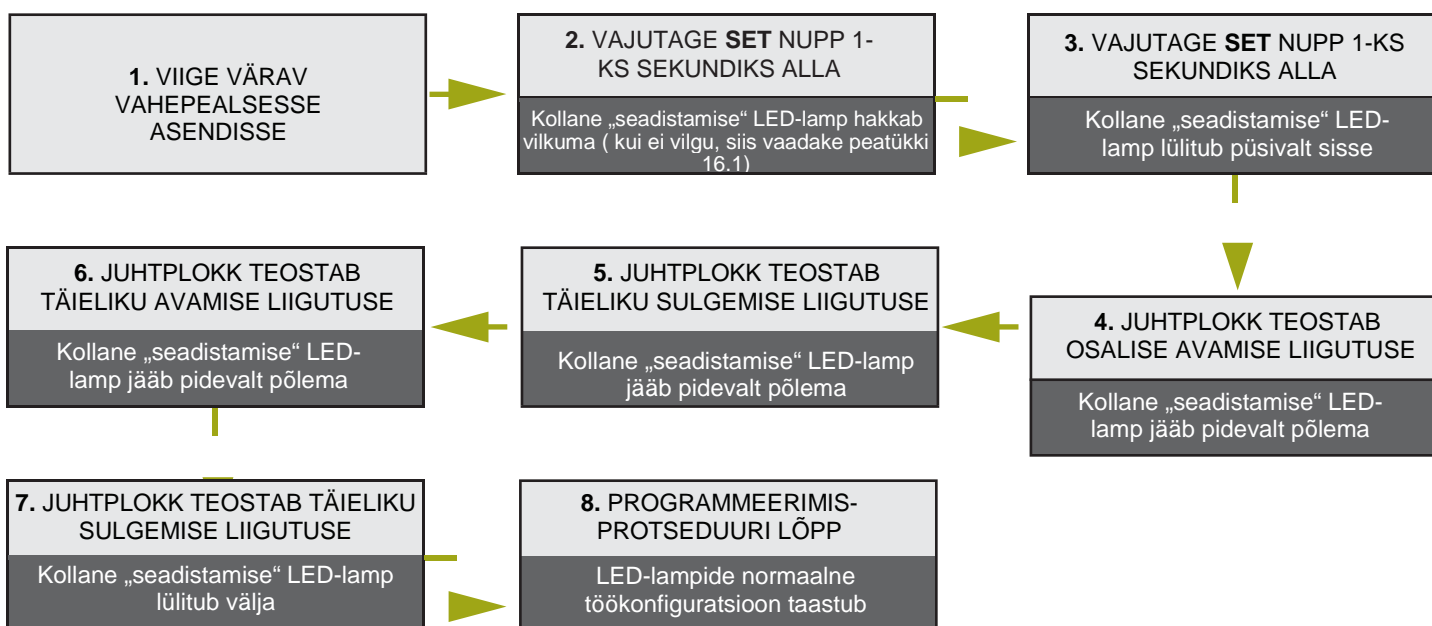 1. VIIGE VÄRAV
VAHEPEALSESSE
ASENDISSE
2. VAJUTAGE SET NUPP 1-
KS SEKUNDIKS ALLA
Kollane „seadistamise“ LED-lamp hakkab
vilkuma ( kui ei vilgu, siis vaadake peatükki
16.1)
3. VAJUTAGE SET NUPP 1-KS
SEKUNDIKS ALLA
Kollane „seadistamise“ LED-
lamp lülitub püsivalt sisse
4. JUHTPLOKK TEOSTAB
OSALISE AVAMISE LIIGUTUSE
Kollane „seadistamise“ LED-
lamp jääb pidevalt põlema
5. JUHTPLOKK TEOSTAB
TÄIELIKU SULGEMISE LIIGUTUSE
Kollane „seadistamise“ LED-lamp
jääb pidevalt põlema
6. JUHTPLOKK TEOSTAB
TÄIELIKU AVAMISE LIIGUTUSE
Kollane „seadistamise“ LED-
lamp jääb pidevalt põlema
7. JUHTPLOKK TEOSTAB TÄIELIKU
SULGEMISE LIIGUTUSE
Kollane „seadistamise“ LED-lamp
lülitub välja
8. PROGRAMMEERIMIS-
PROTSEDUURI LÕPP
LED-lampide normaalne
töökonfiguratsioon taastub